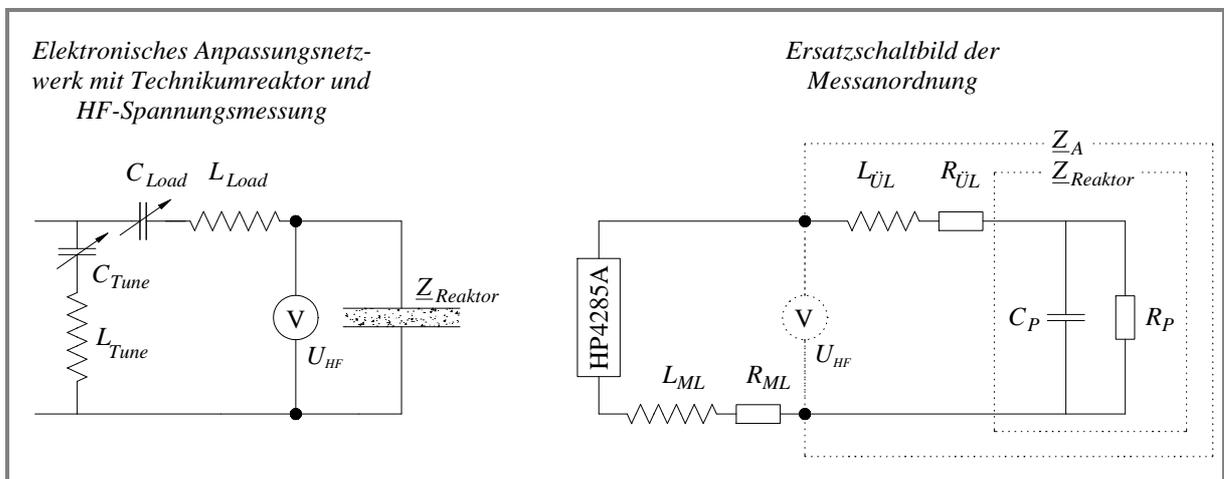 Elektronisches Anpassungsnetz-
werk mit Technikumreaktor und
HF-Spannungsmessung
C_Load
L_Load
C_Tune
L_Tune
V
U_HF
Z_Reaktor
Ersatzschaltbild der
Messanordnung
Z_A
L_ÜL
R_ÜL
Z_Reaktor
HP4285A
V
U_HF
C_P
R_P
L_ML
R_ML